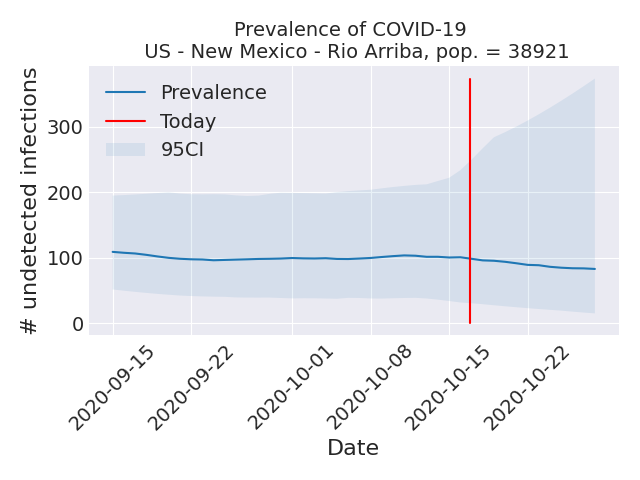 Prevalence of COVID-19
US - New Mexico - Rio Arriba, pop. = 38921
# undetected infections
300
200
100
0
Prevalence
Today
95CI
2020-09-15
2020-09-22
2020-10-01
2020-10-08
2020-10-15
2020-10-22
Date